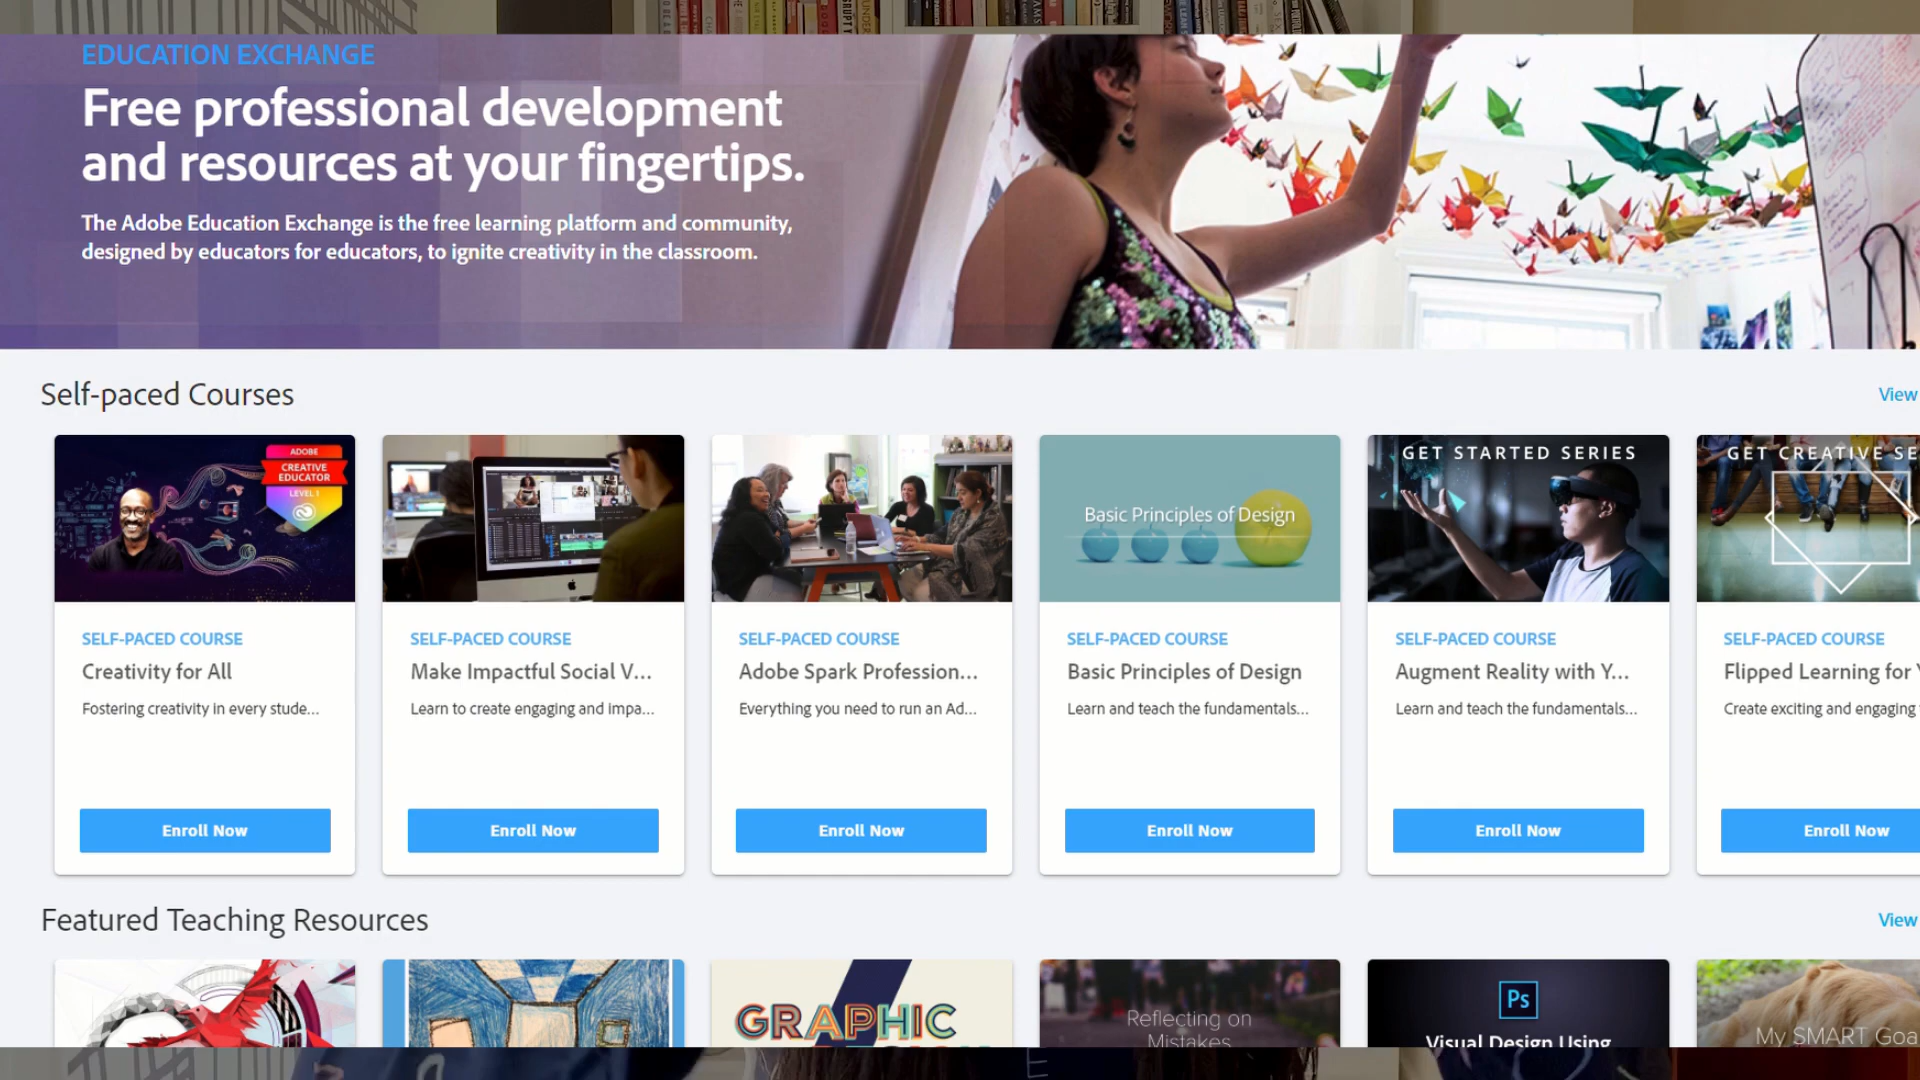 EDUCATION EXCHANGE
Free professional development
and resources at your fingertips.
The Adobe Education Exchange is the free learning platform and community,
designed by educators for educators, to ignite creativity in the classroom.
Self-paced Courses
View
ADOBE
CREATIVE
EDUCATOR
LEVEL 1
Basic Principles of Design
GET STARTED SERIES
GET CREATIVE SE
SELF-PACED COURSE
Creativity for All
Fostering creativity in every stude...
Enroll Now
SELF-PACED COURSE
Make Impactful Social V...
Learn to create engaging and impa...
Enroll Now
SELF-PACED COURSE
Adobe Spark Profession...
Everything you need to run an Ad...
Enroll Now
SELF-PACED COURSE
Basic Principles of Design
Learn and teach the fundamentals...
Enroll Now
SELF-PACED COURSE
Augment Reality with Y...
Learn and teach the fundamentals...
Enroll Now
SELF-PACED COURSE
Flipped Learning for
Create exciting and engaging
Enroll Now
Featured Teaching Resources
View
GRAPHIC
Reflecting on
Mistakes
Ps
Visual Design Using
My SMART Goa